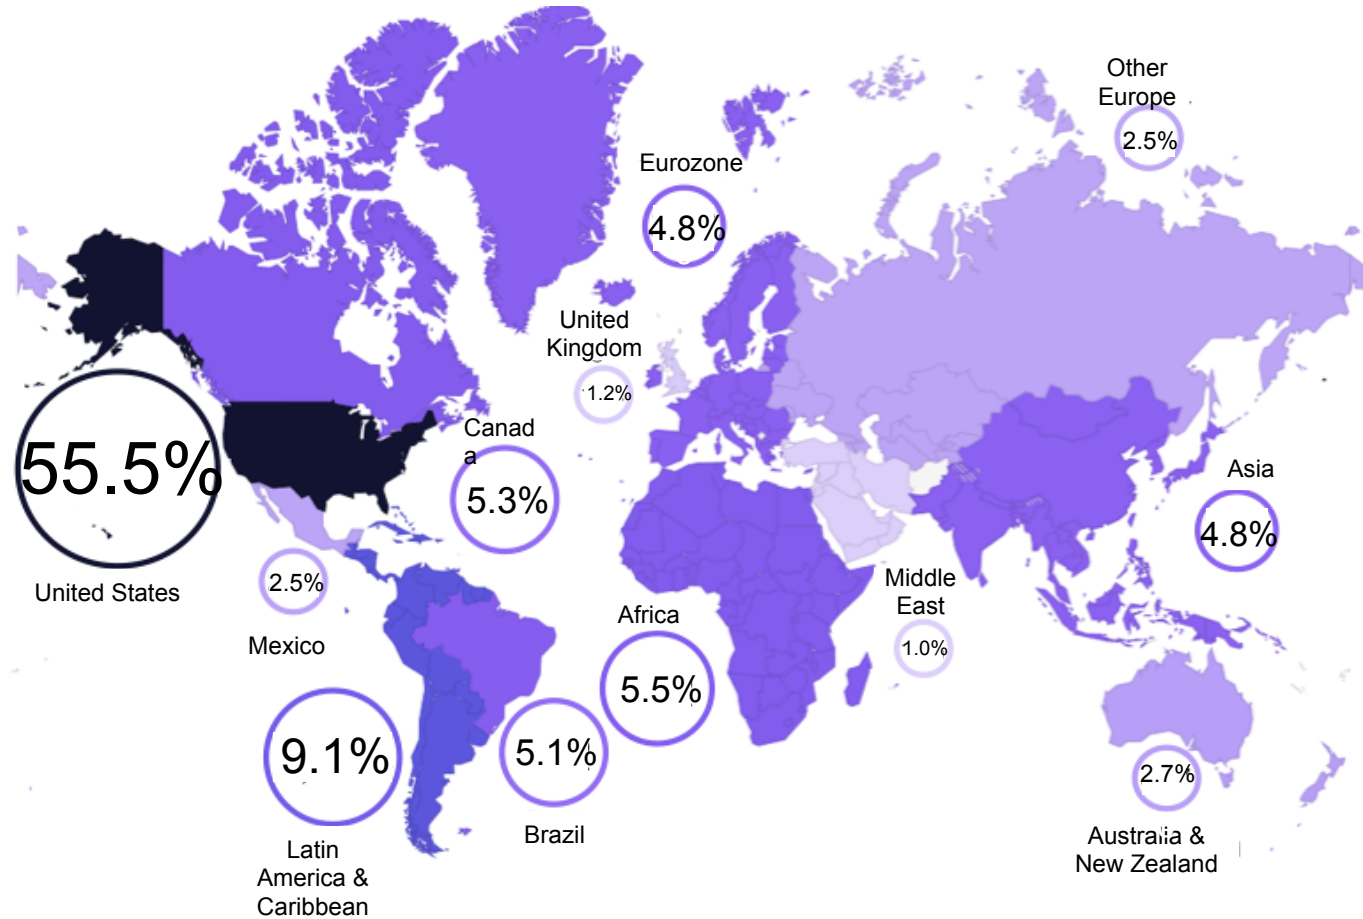 Other
Europe
2.5%
Eurozone
4.8%
United
Kingdom
1.2%
Canad
a
5.3%
55.5%
United States
Asia
4.8%
2.5%
Mexico
Middle
East
1.0%
Africa
5.5%
9.1%
Latin
America &
Caribbean
5.1%
Brazil
2.7%
Australia &
New Zealand